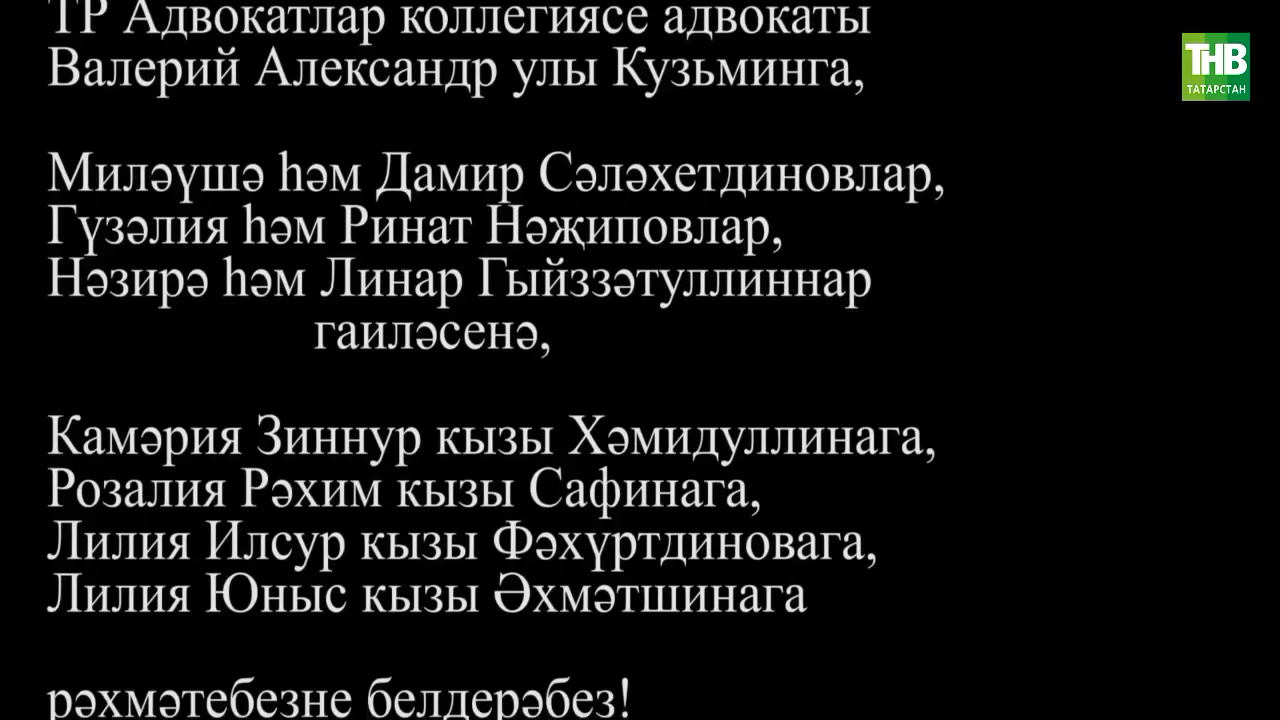 ТР Адвокатлар коллегиясе адвокаты
Валерий Александр улы Кузьминга,
ТНВ
ТАТАРСТАН
Миләүшә һәм Дамир Сәләхетдиновлар,
Гүзәлия һәм Ринат Нәҗиповлар,
Нәзирә һәм Линар Гыйззәтуллиннар
гаиләсенә,
Камәрия Зиннур кызы Хәмидуллинага,
Розалия Рәхим кызы Сафинага,
Лилия Илсур кызы Фәхүртдиновага,
Лилия Юныс кызы Әхмәтшинага
рәхмәтебезне белдерәбез!